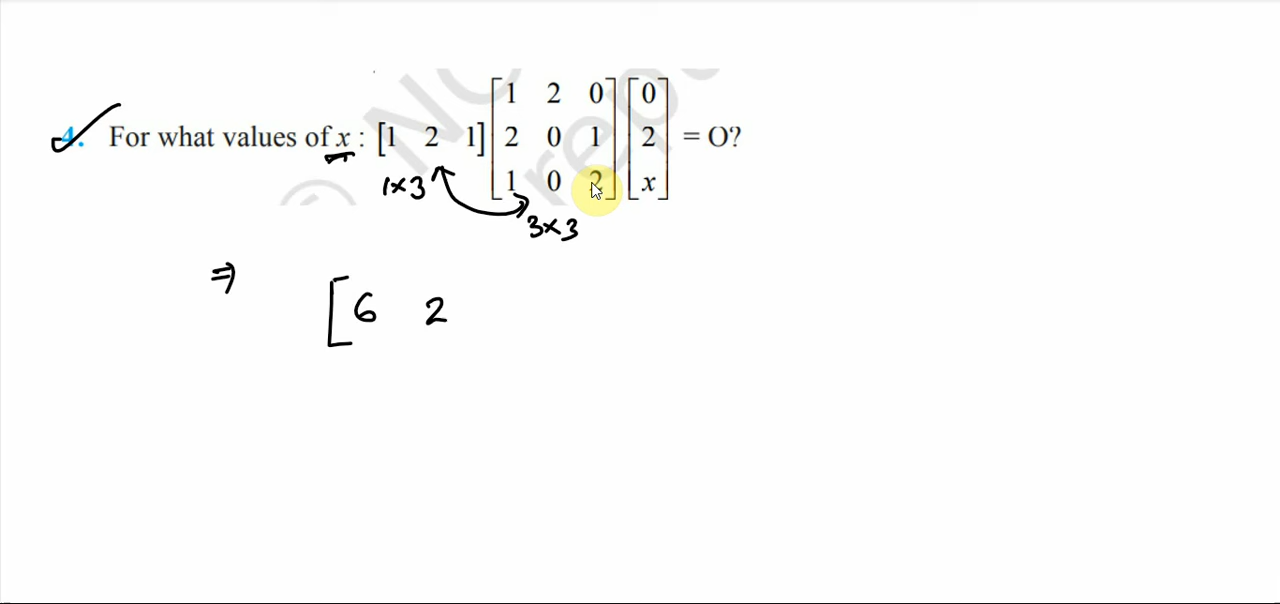 4. For what values of x : [1 2 1] [1 2 0] [0]
[2 0 1] [2] = O?
[1 0 2] [x]
1×3
3×3
⇒ [6 2